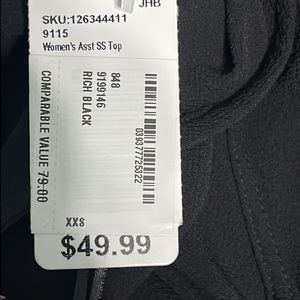 JHB
SKU:126344411
9115
Women's Asst SS Top
848
9199146
RICH BLACK
COMPARABLE VALUE 79.00
XXS
$49.99